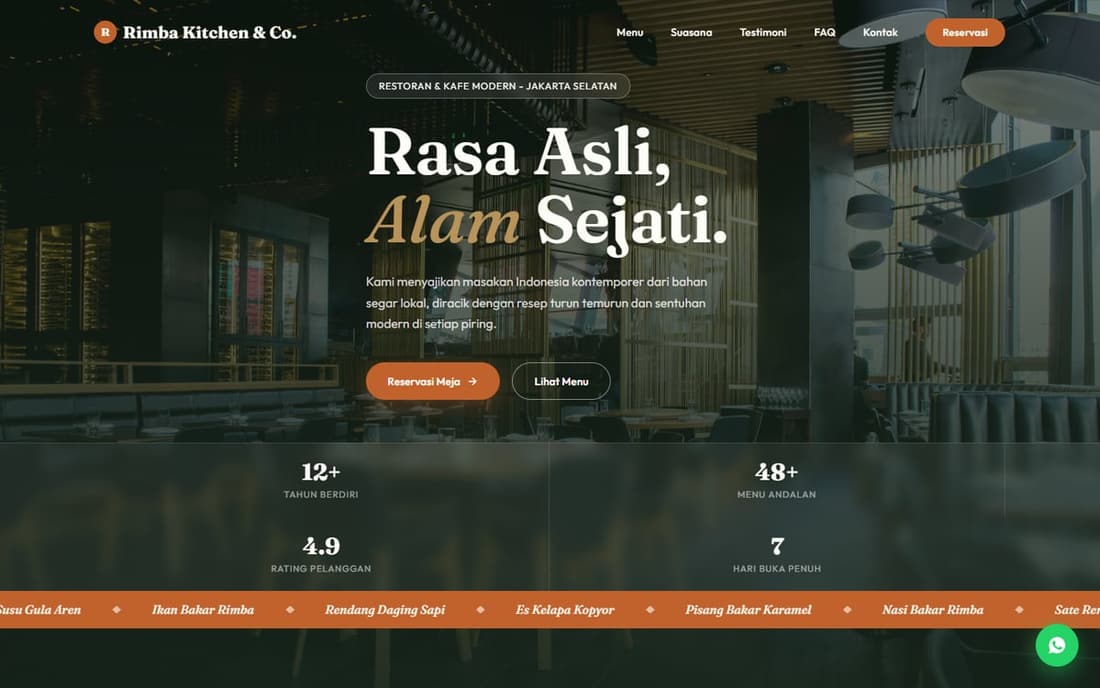 R Rimba Kitchen & Co.
Menu Suasana Testimoni FAQ Kontak Reservasi
RESTORAN & KAFE MODERN – JAKARTA SELATAN
Rasa Asli,
Alam Sejati.
Kami menyajikan masakan Indonesia kontemporer dari bahan
segar lokal, diracik dengan resep turun temurun dan sentuhan
modern di setiap piring.
Reservasi Meja → Lihat Menu
12+
TAHUN BERDIRI
48+
MENU ANDALAN
4.9
RATING PELANGGAN
7
HARI BUKA PENUH
Susu Gula Aren ◆ Ikan Bakar Rimba ◆ Rendang Daging Sapi ◆ Es Kelapa Kopyor ◆ Pisang Bakar Karamel ◆ Nasi Bakar Rimba ◆ Sate